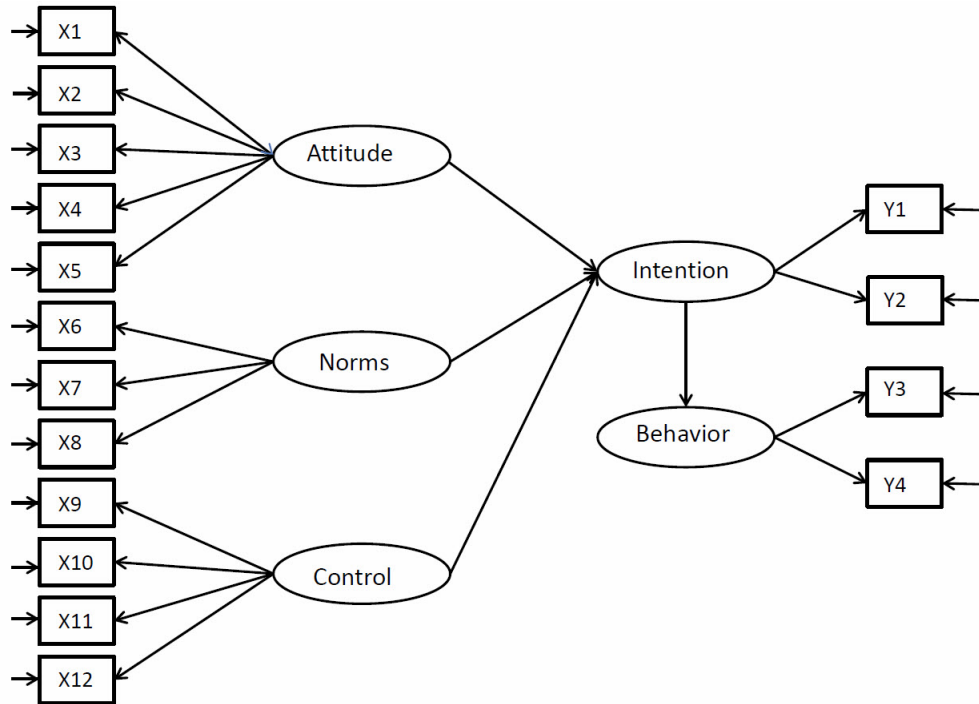 X1
X2
X3
X4
X5
X6
X7
X8
X9
X10
X11
X12
Attitude
Norms
Control
Intention
Behavior
Y1
Y2
Y3
Y4